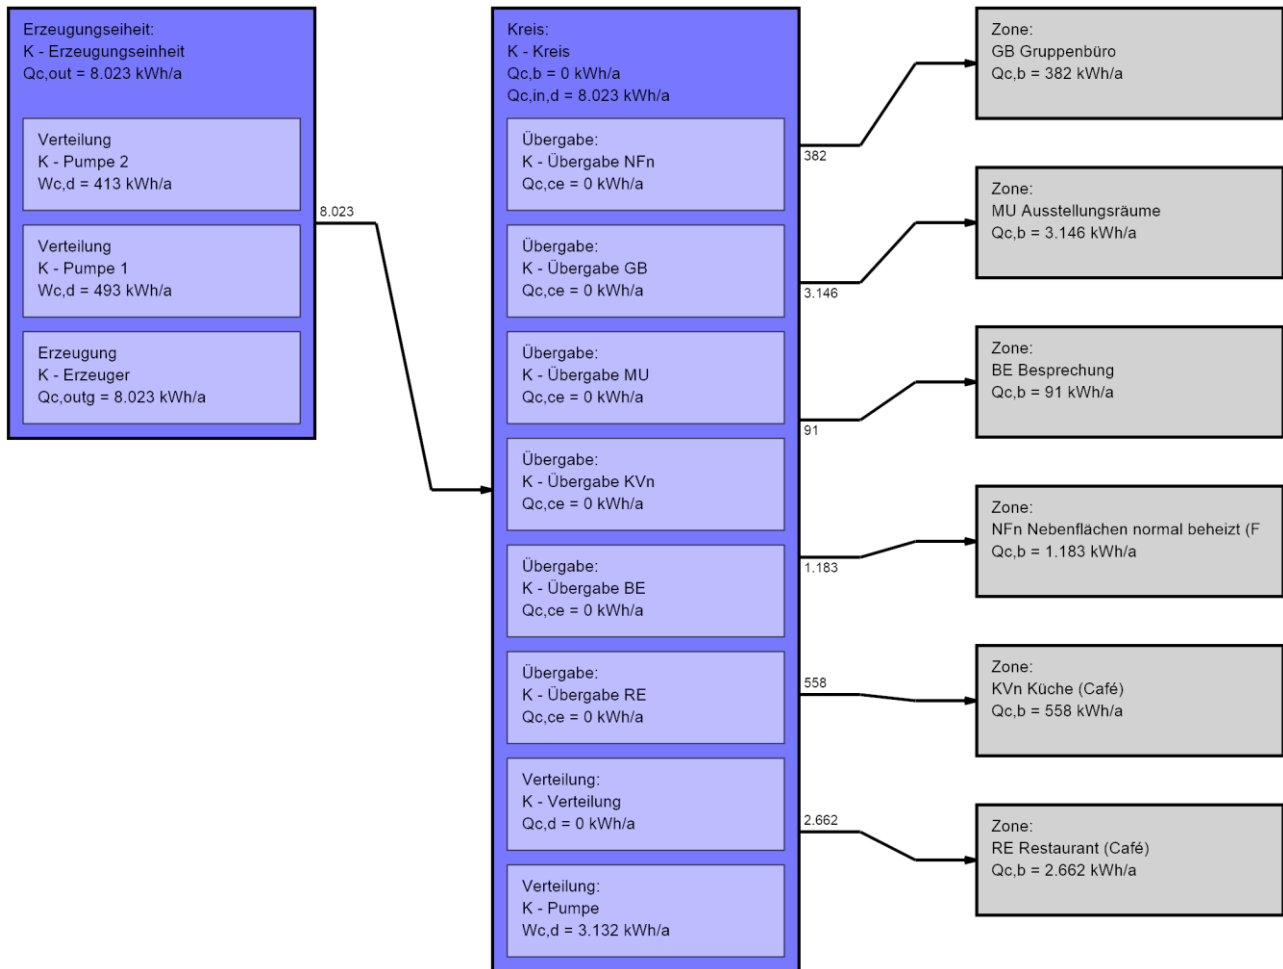 Erzeugungseiheit:
K - Erzeugungseinheit
Qc,out = 8.023 kWh/a
Verteilung
K - Pumpe 2
Wc,d = 413 kWh/a
Verteilung
K - Pumpe 1
Wc,d = 493 kWh/a
Erzeugung
K - Erzeuger
Qc,outg = 8.023 kWh/a
8.023
Kreis:
K - Kreis
Qc,b = 0 kWh/a
Qc,in,d = 8.023 kWh/a
Übergabe:
K - Übergabe NFn
Qc,ce = 0 kWh/a
Übergabe:
K - Übergabe GB
Qc,ce = 0 kWh/a
Übergabe:
K - Übergabe MU
Qc,ce = 0 kWh/a
Übergabe:
K - Übergabe KVn
Qc,ce = 0 kWh/a
Übergabe:
K - Übergabe BE
Qc,ce = 0 kWh/a
Übergabe:
K - Übergabe RE
Qc,ce = 0 kWh/a
Verteilung:
K - Verteilung
Qc,d = 0 kWh/a
Verteilung:
K - Pumpe
Wc,d = 3.132 kWh/a
382
3.146
91
1.183
558
2.662
Zone:
GB Gruppenbüro
Qc,b = 382 kWh/a
Zone:
MU Ausstellungsräume
Qc,b = 3.146 kWh/a
Zone:
BE Besprechung
Qc,b = 91 kWh/a
Zone:
NFn Nebenflächen normal beheizt (F
Qc,b = 1.183 kWh/a
Zone:
KVn Küche (Café)
Qc,b = 558 kWh/a
Zone:
RE Restaurant (Café)
Qc,b = 2.662 kWh/a